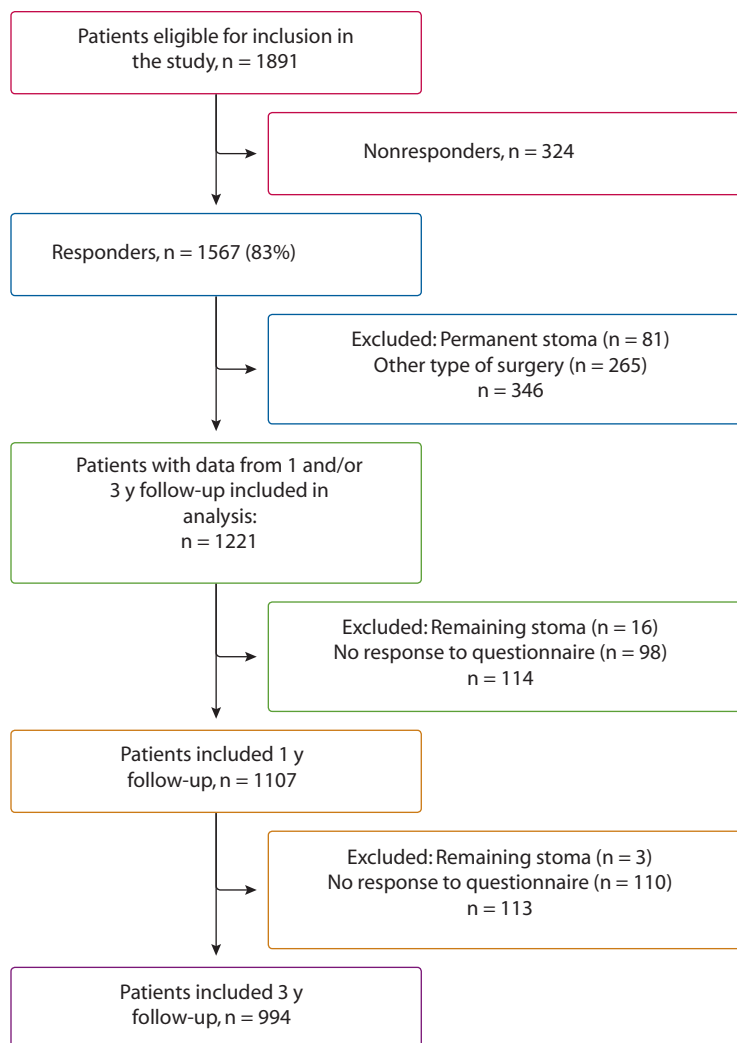 Patients eligible for inclusion in
the study, n = 1891
Nonresponders, n = 324
Responders, n = 1567 (83%)
Excluded: Permanent stoma (n = 81)
Other type of surgery (n = 265)
n = 346
Patients with data from 1 and/or
3 y follow-up included in
analysis:
n = 1221
Excluded: Remaining stoma (n = 16)
No response to questionnaire (n = 98)
n = 114
Patients included 1 y
follow-up, n = 1107
Excluded: Remaining stoma (n = 3)
No response to questionnaire (n = 110)
n = 113
Patients included 3 y
follow-up, n = 994